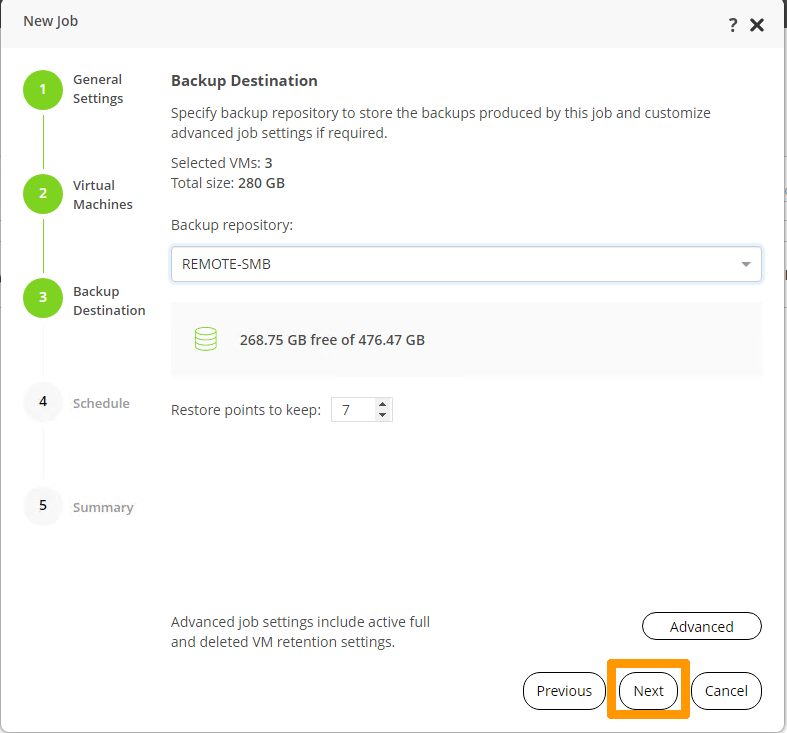 New Job
?
1
General
Settings
2
Virtual
Machines
3
Backup
Destination
4
Schedule
5
Summary
Backup Destination
Specify backup repository to store the backups produced by this job and customize
advanced job settings if required.
Selected VMs: 3
Total size: 280 GB
Backup repository:
REMOTE-SMB
268.75 GB free of 476.47 GB
Restore points to keep: 7
Advanced job settings include active full
and deleted VM retention settings.
Advanced
Previous
Next
Cancel